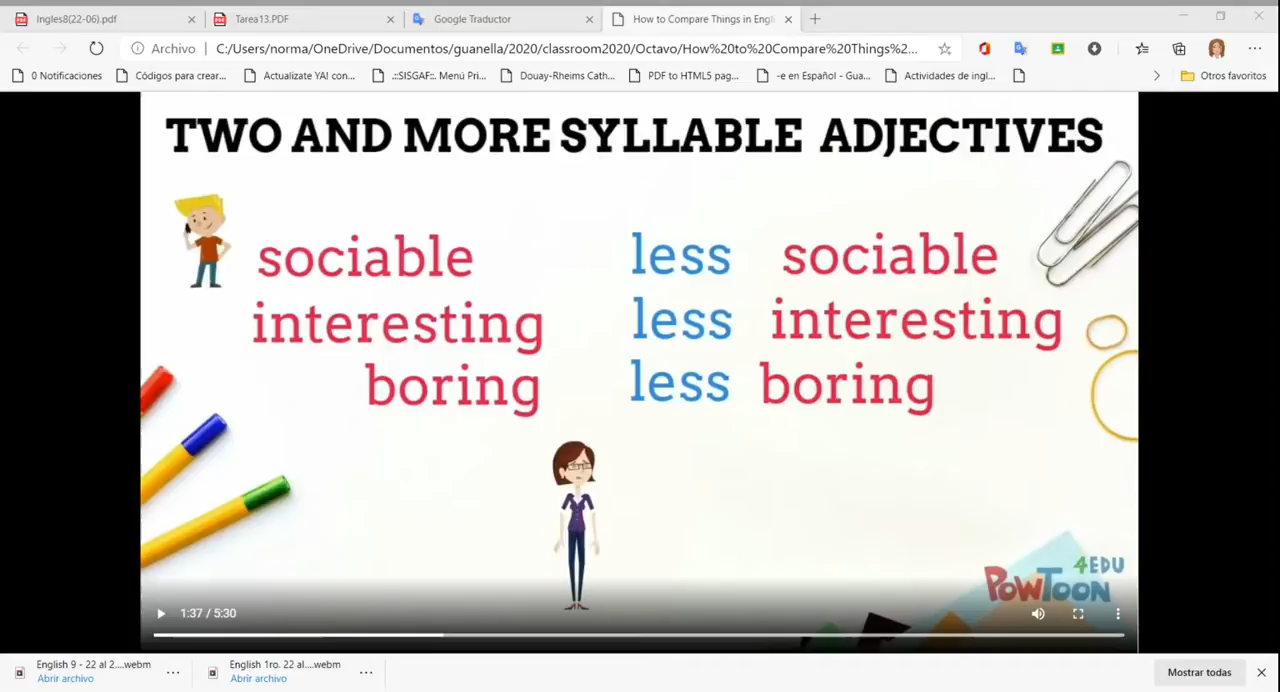 Ingles8(22-06).pdf
Tarea13.PDF
Google Traductor
How to Compare Things in Engli
Archivo
C:/Users/norma/OneDrive/Documentos/guanella/2020/classroom2020/Octavo/How%20to%20Compare%20Things%2...
0 Notificaciones
Códigos para crear...
Actualizate YA! con...
.::SISGAF::. Menú Pri...
Douay-Rheims Cath...
PDF to HTML5 pag...
-e en Español - Gua...
Actividades de ingl...
Otros favoritos
TWO AND MORE SYLLABLE ADJECTIVES
sociable less sociable
interesting less interesting
boring less boring
4EDU
POWTOON
1:37 / 5:30
English 9 - 22 al 2....webm
Abrir archivo
English 1ro. 22 al....webm
Abrir archivo
Mostrar todas